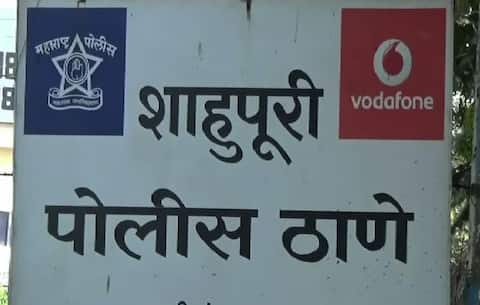 महाराष्ट्र पोलीस
vodafone
शाहुपूरी
पोलीस ठाणे